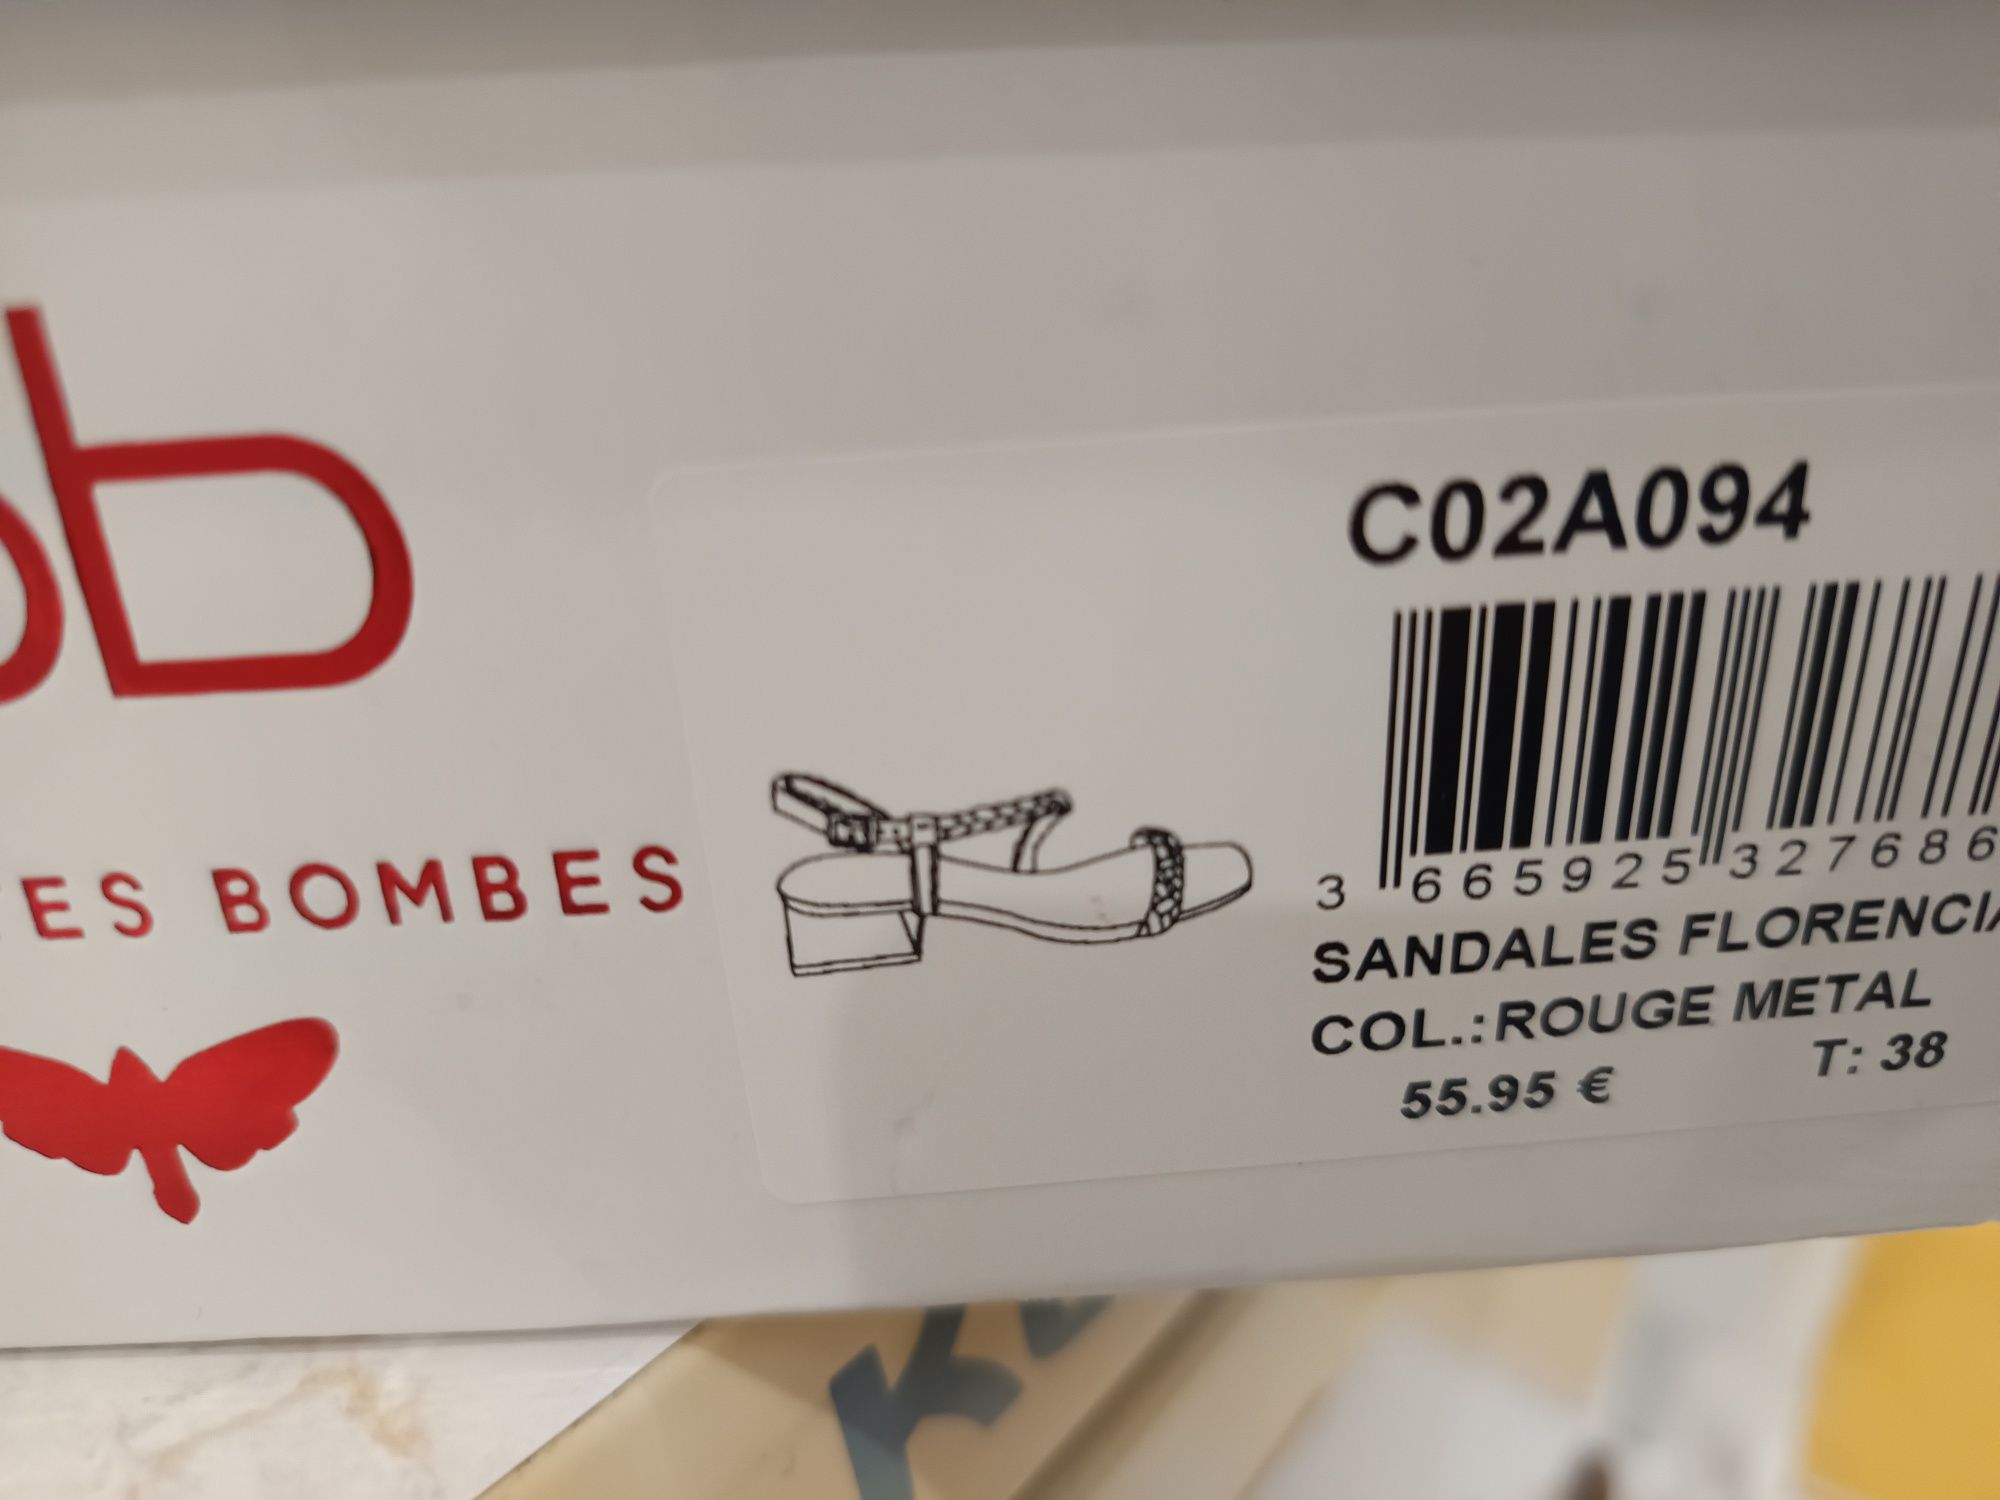 b
ES BOMBES
C02A094
3 665925 327686
SANDALES FLORENCIA
COL.:ROUGE METAL
55.95 € T: 38